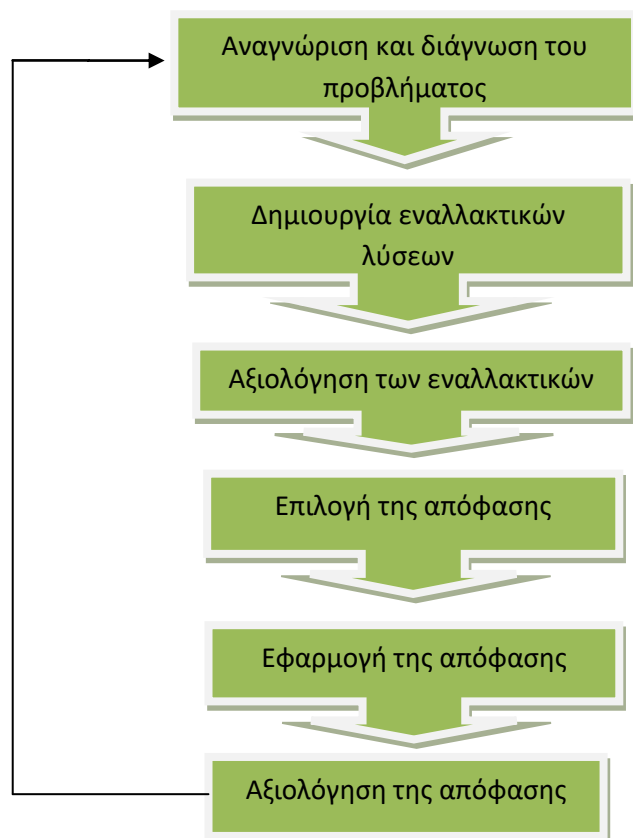 Αναγνώριση και διάγνωση του
προβλήματος
Δημιουργία εναλλακτικών
λύσεων
Αξιολόγηση των εναλλακτικών
Επιλογή της απόφασης
Εφαρμογή της απόφασης
Αξιολόγηση της απόφασης